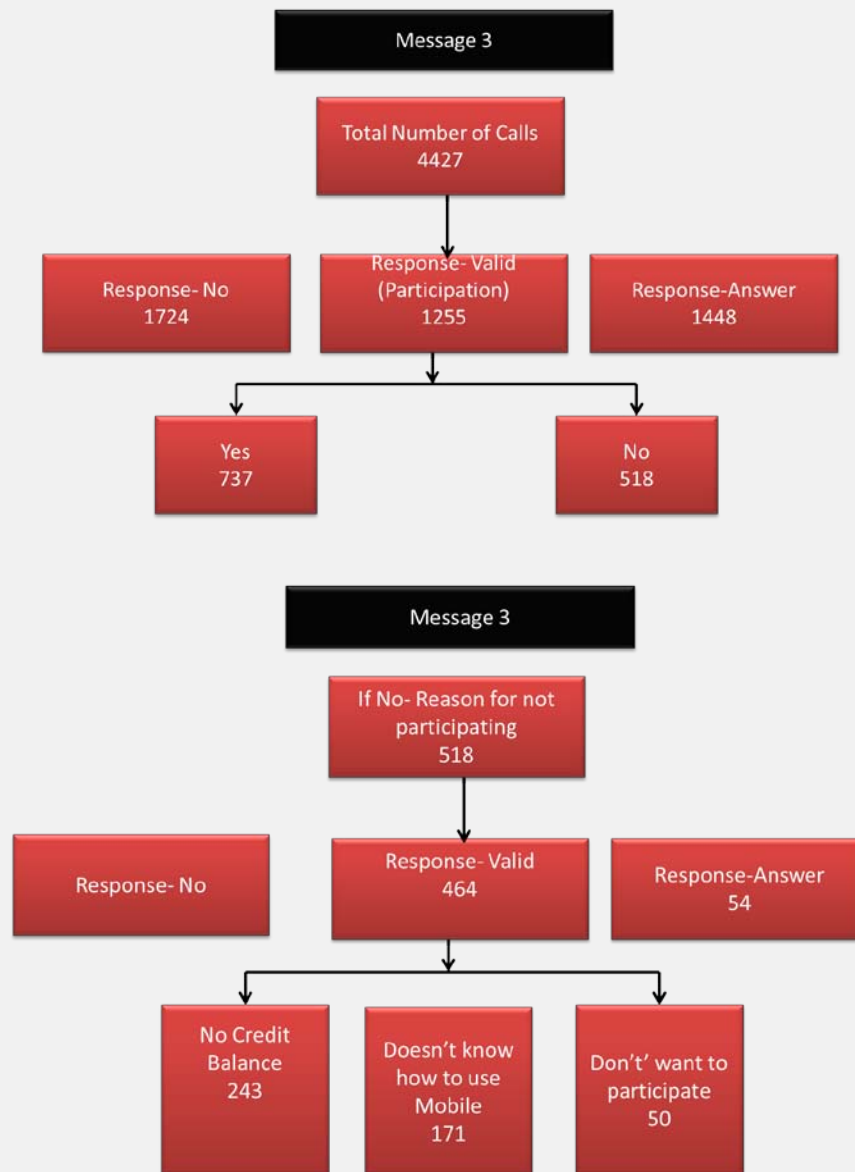 Message 3
Total Number of Calls
4427
Response- No
1724
Response- Valid
(Participation)
1255
Response-Answer
1448
Yes
737
No
518
Message 3
If No- Reason for not
participating
518
Response- No
Response- Valid
464
Response-Answer
54
No Credit
Balance
243
Doesn’t know
how to use
Mobile
171
Don’t’ want to
participate
50